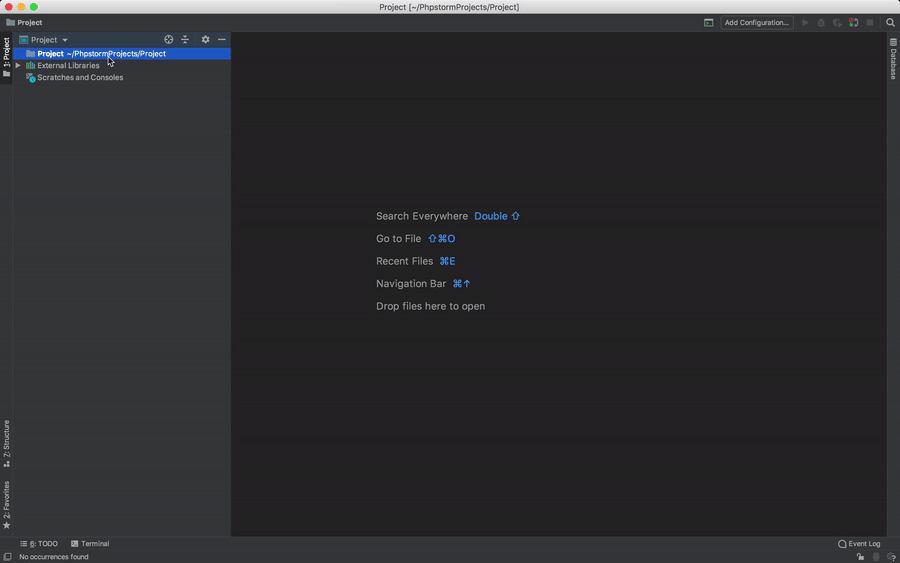 Project [~/PhpstormProjects/Project]
Project
Add Configuration...
1: Project
Project
Project ~/PhpstormProjects/Project
External Libraries
Scratches and Consoles
Database
Search Everywhere Double ⇧
Go to File ⇧⌘O
Recent Files ⌘E
Navigation Bar ⌘↑
Drop files here to open
7: Structure
2: Favorites
6: TODO
Terminal
Event Log
No occurrences found